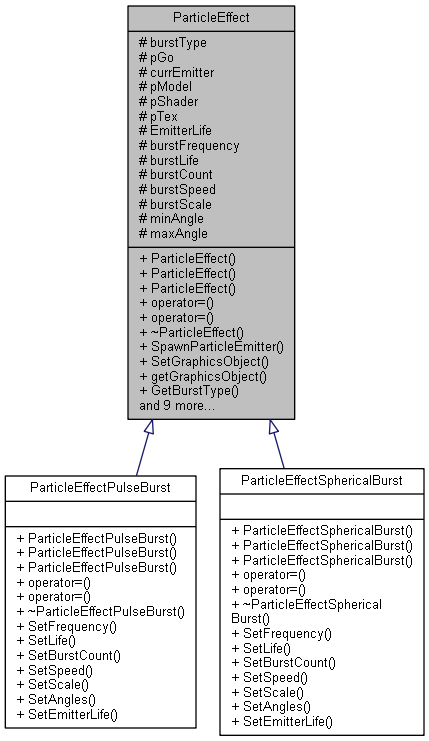 ParticleEffect
# burstType
# pGo
# currEmitter
# pModel
# pShader
# pTex
# EmitterLife
# burstFrequency
# burstLife
# burstCount
# burstSpeed
# burstScale
# minAngle
# maxAngle
+ ParticleEffect()
+ ParticleEffect()
+ ParticleEffect()
+ operator=()
+ operator=()
+ ~ParticleEffect()
+ SpawnParticleEmitter()
+ SetGraphicsObject()
+ getGraphicsObject()
+ GetBurstType()
and 9 more...
ParticleEffectPulseBurst
+ ParticleEffectPulseBurst()
+ ParticleEffectPulseBurst()
+ ParticleEffectPulseBurst()
+ operator=()
+ operator=()
+ ~ParticleEffectPulseBurst()
+ SetFrequency()
+ SetLife()
+ SetBurstCount()
+ SetSpeed()
+ SetScale()
+ SetAngles()
+ SetEmitterLife()
ParticleEffectSphericalBurst
+ ParticleEffectSphericalBurst()
+ ParticleEffectSphericalBurst()
+ ParticleEffectSphericalBurst()
+ operator=()
+ operator=()
+ ~ParticleEffectSpherical
Burst()
+ SetFrequency()
+ SetLife()
+ SetBurstCount()
+ SetSpeed()
+ SetScale()
+ SetAngles()
+ SetEmitterLife()